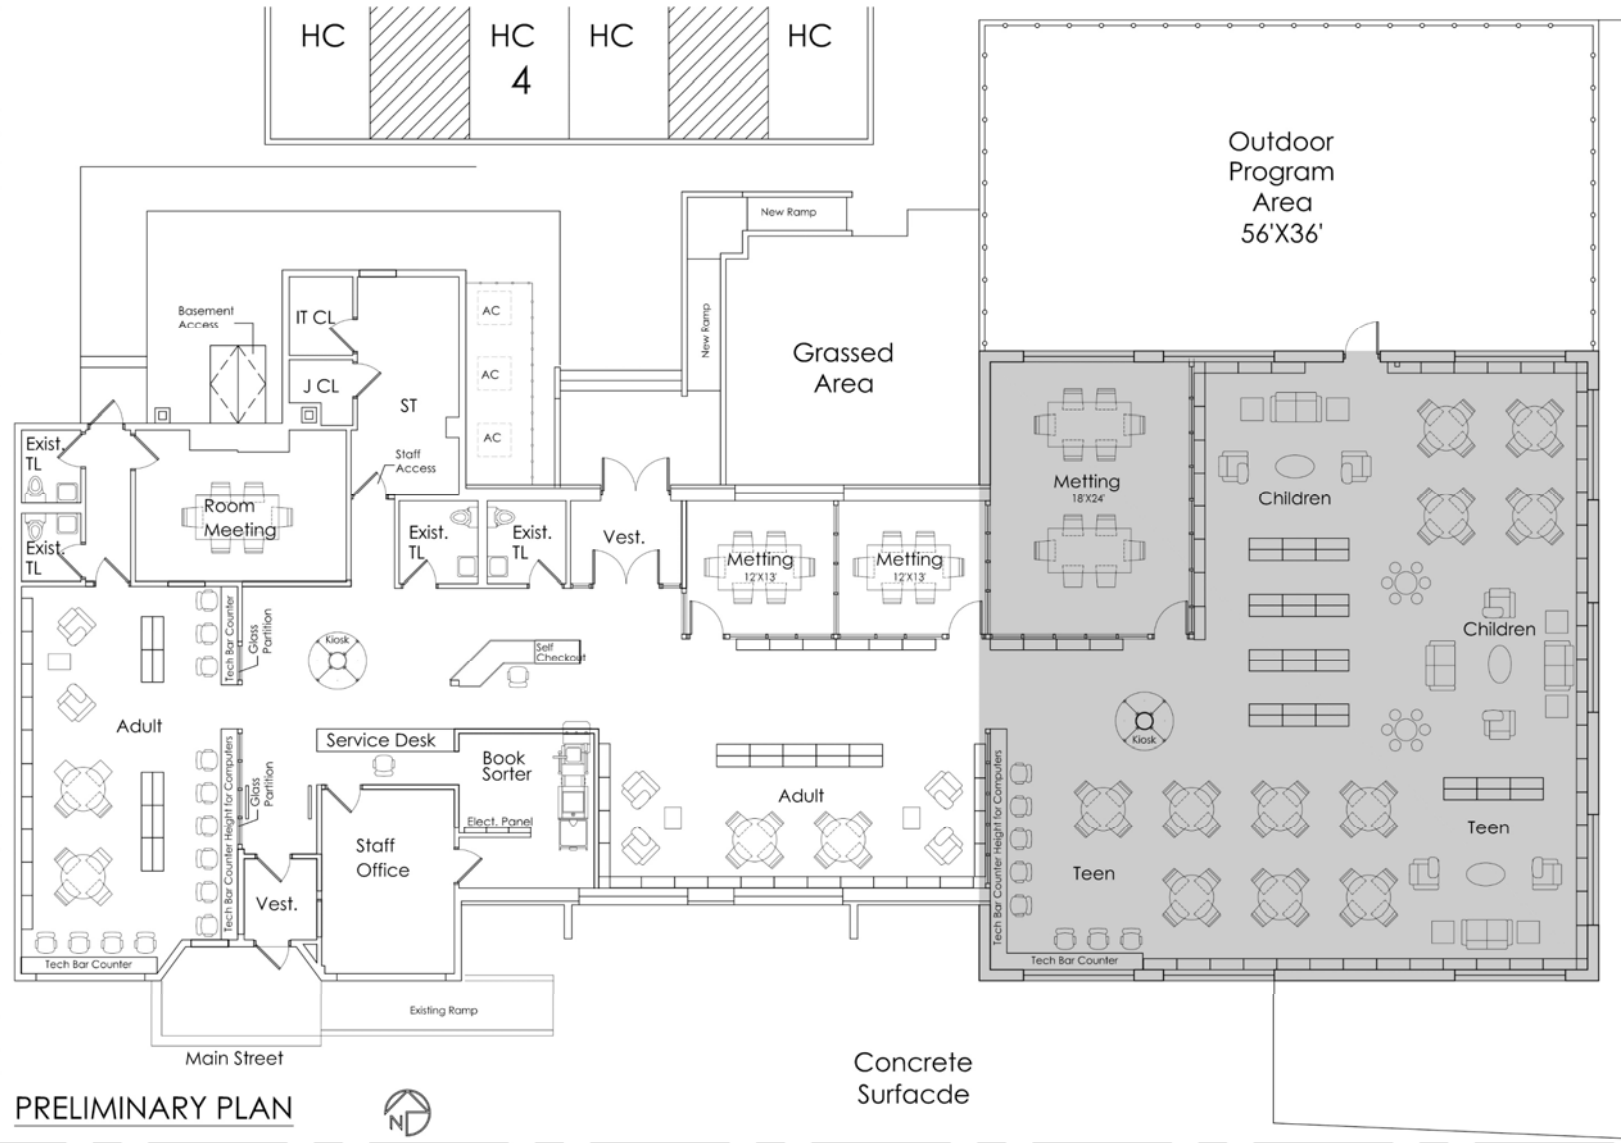 HC
HC
HC
HC
4
Outdoor
Program
Area
56'X36'
New Ramp
New Ramp
Grassed
Area
Basement
Access
IT CL
J CL
ST
AC
AC
AC
Staff
Access
Exist.
TL
Exist.
TL
Room
Meeting
Exist.
TL
Exist.
TL
Vest.
Metting
12'X13'
Metting
12'X13'
Metting
18'X24'
Children
Children
Tech Bar Counter
Glass
Partition
Kiosk
Self
Checkout
Adult
Service Desk
Book
Sorter
Elect. Panel
Tech Bar Counter Height for Computers
Glass
Partition
Staff
Office
Vest.
Tech Bar Counter
Adult
Kiosk
Tech Bar Counter Height for Computers
Teen
Teen
Tech Bar Counter
Existing Ramp
Main Street
Concrete
Surfacde
PRELIMINARY PLAN
N